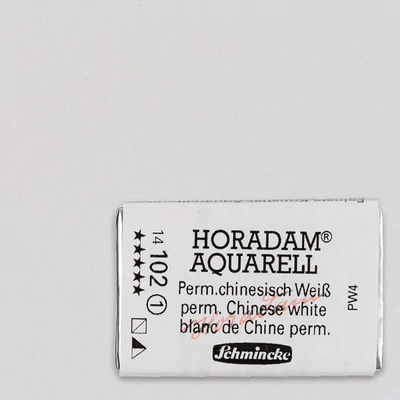 ★★★★★
14 102 ①
HORADAM®
AQUARELL
Perm.chinesisch Weiß
perm. Chinese white
blanc de Chine perm.
Schmincke
PW4